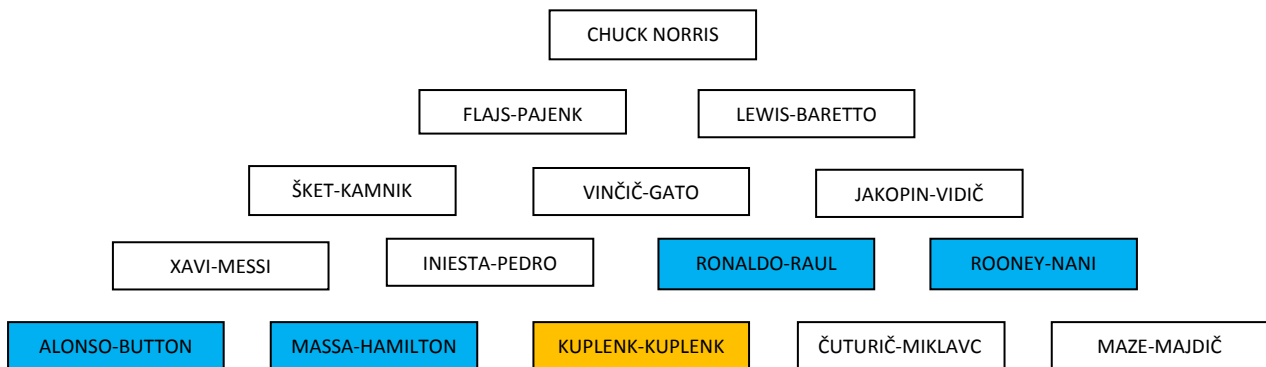 CHUCK NORRIS
FLAJS-PAJENK
LEWIS-BARETTO
ŠKET-KAMNIK
VINČIČ-GATO
JAKOPIN-VIDIČ
XAVI-MESSI
INIESTA-PEDRO
RONALDO-RAUL
ROONEY-NANI
ALONSO-BUTTON
MASSA-HAMILTON
KUPLENK-KUPLENK
ČUTURIČ-MIKLAVC
MAZE-MAJDIČ